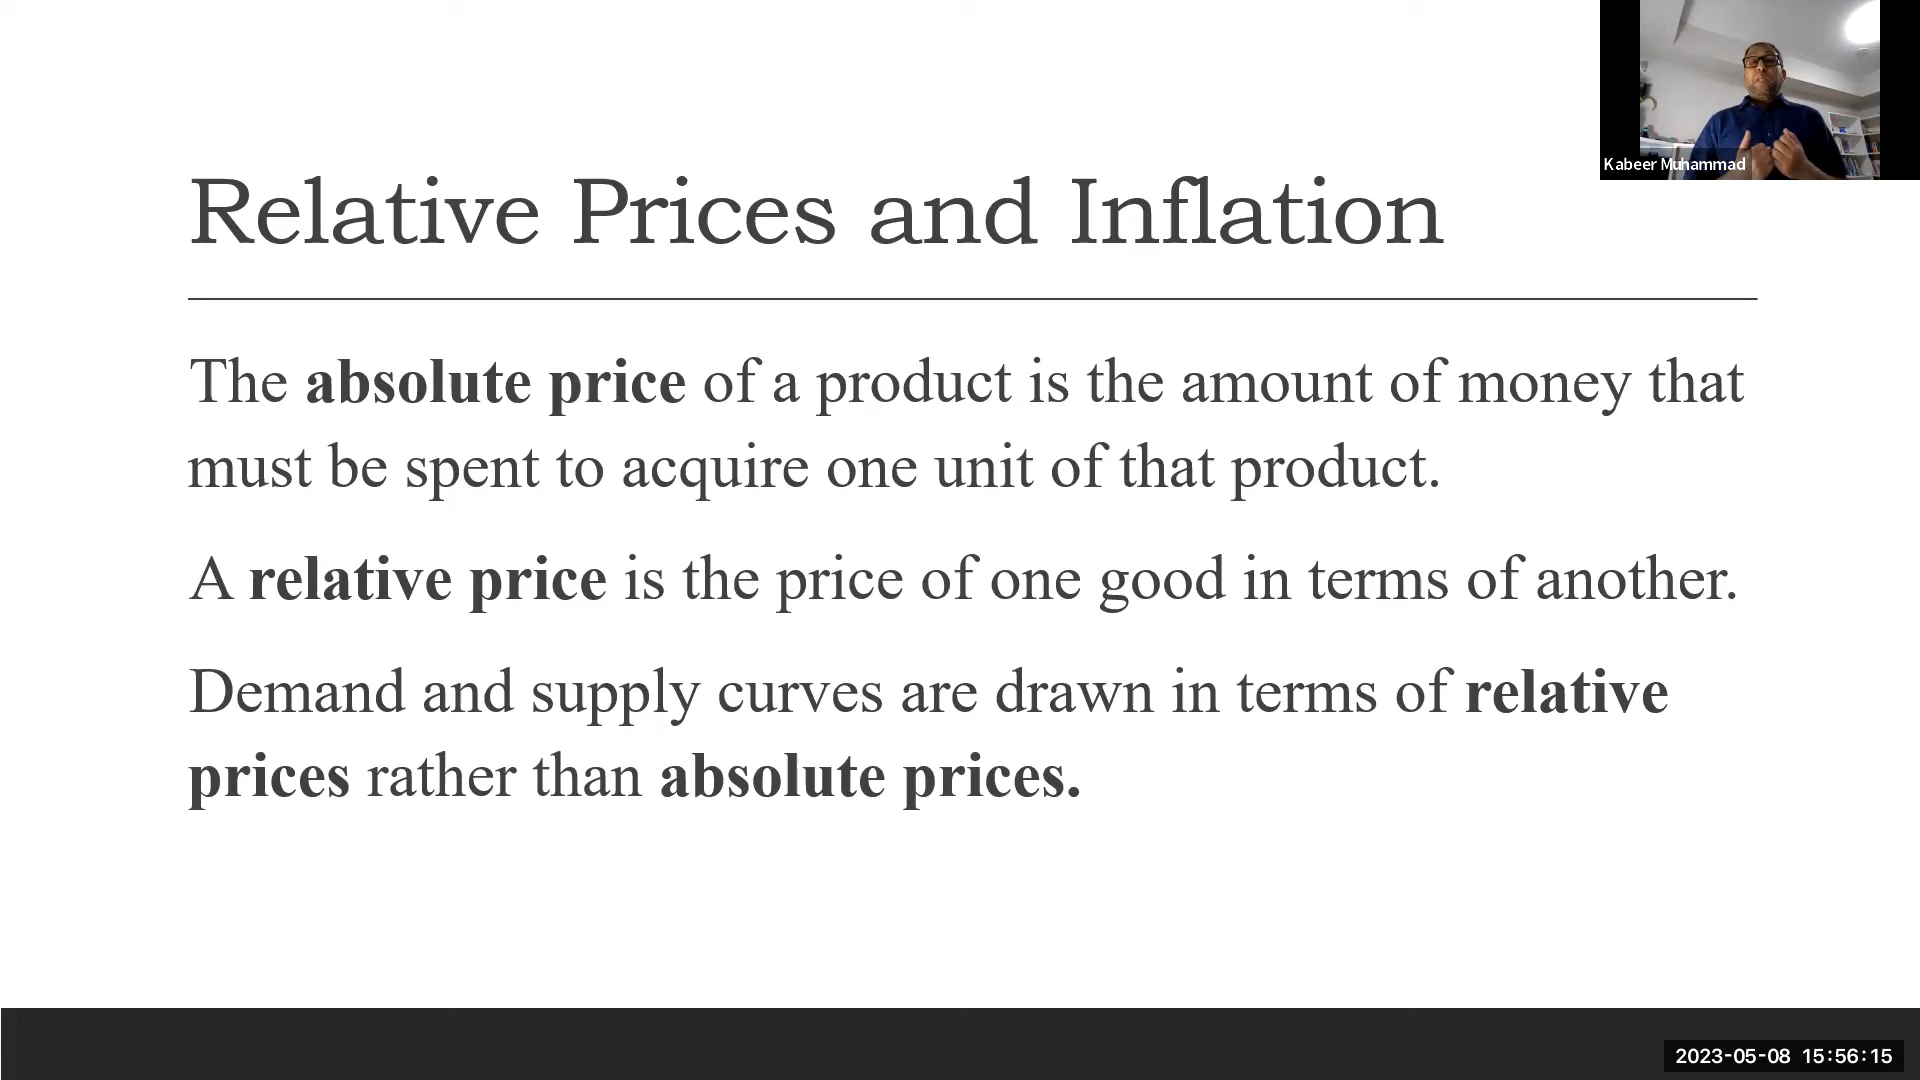 Kabeer Muhammad
Relative Prices and Inflation
The absolute price of a product is the amount of money that
must be spent to acquire one unit of that product.
A relative price is the price of one good in terms of another.
Demand and supply curves are drawn in terms of relative
prices rather than absolute prices.
2023-05-08 15:56:15